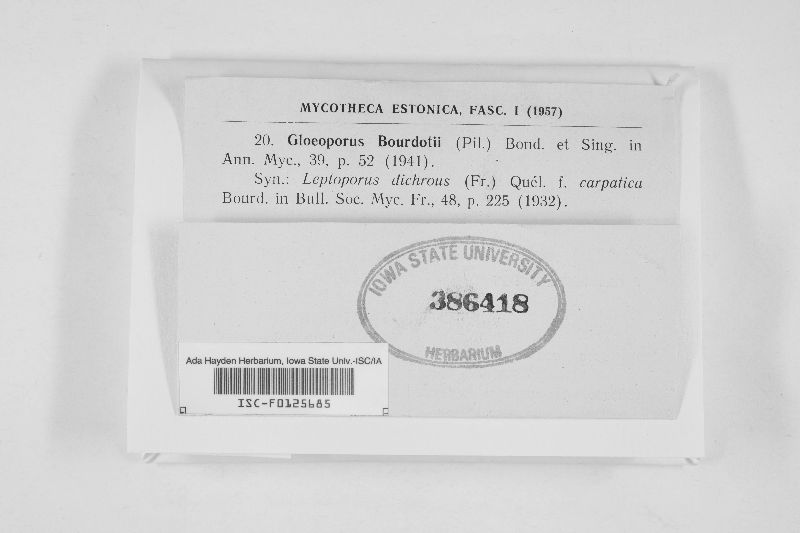 MYCOTHECA ESTONICA, FASC. I (1957)
20. Gloeoporus Bourdotii (Pil.) Bond. et Sing. in
Ann. Myc., 39, p. 52 (1941).
Syn.: Leptoporus dichrous (Fr.) Quél. f. carpatica
Bourd. in Bull. Soc. Myc. Fr., 48, p. 225 (1932).
IOWA STATE UNIVERSITY
386418
HERBARIUM
Ada Hayden Herbarium, Iowa State Univ.-ISC/IA
ISC-F0125685